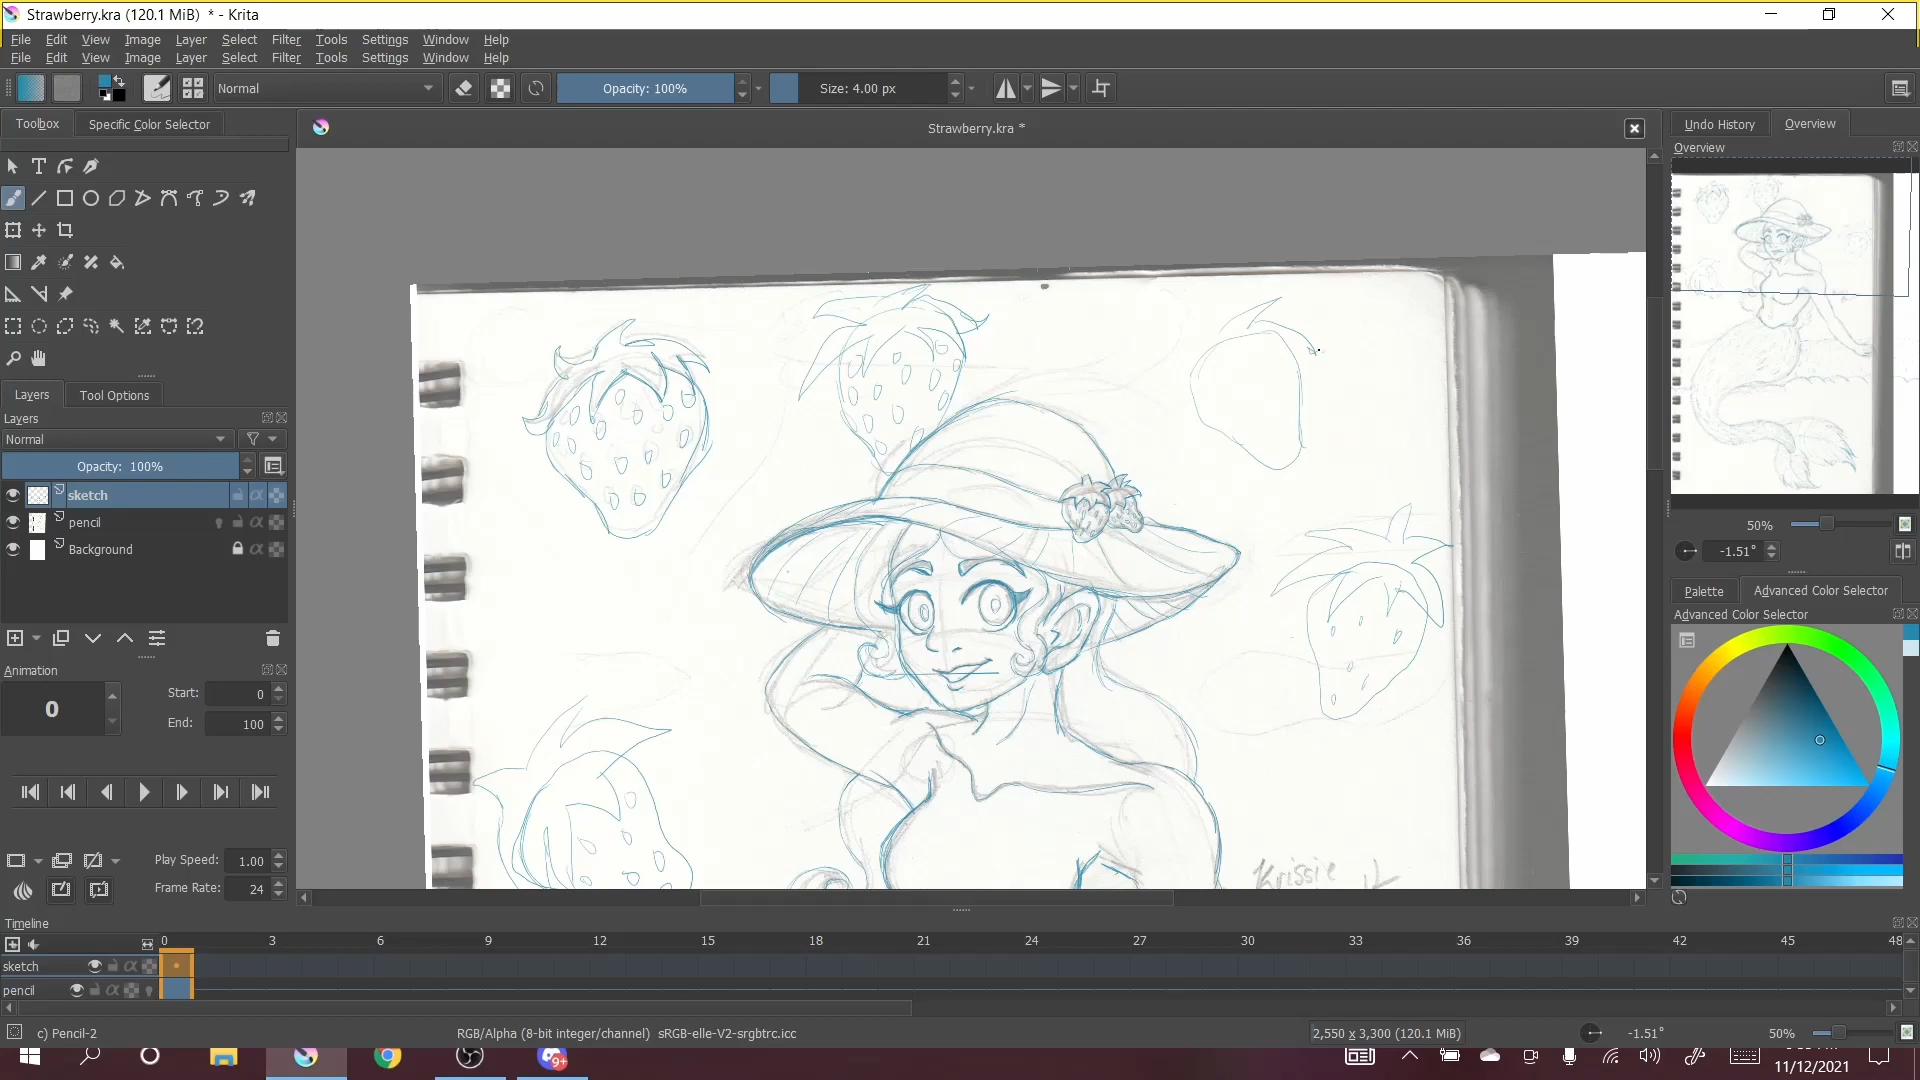 Strawberry.kra (120.1 MiB) * - Krita
File Edit View Image Layer Select Filter Tools Settings Window Help
File Edit View Image Layer Select Filter Tools Settings Window Help
Normal
Opacity: 100%
Size: 4.00 px
Toolbox
Specific Color Selector
Strawberry.kra *
Undo History
Overview
Overview
50%
-1.51°
Layers
Tool Options
Layers
Normal
Opacity: 100%
sketch
pencil
Background
Palette
Advanced Color Selector
Advanced Color Selector
Animation
0
Start: 0
End: 100
Play Speed: 1.00
Frame Rate: 24
Krissie
Timeline
0 3 6 9 12 15 18 21 24 27 30 33 36 39 42 45 48
sketch
pencil
c) Pencil-2
RGB/Alpha (8-bit integer/channel) sRGB-elle-V2-srgbtrc.icc
2,550 x 3,300 (120.1 MiB)
-1.51°
50%
9+
11/12/2021